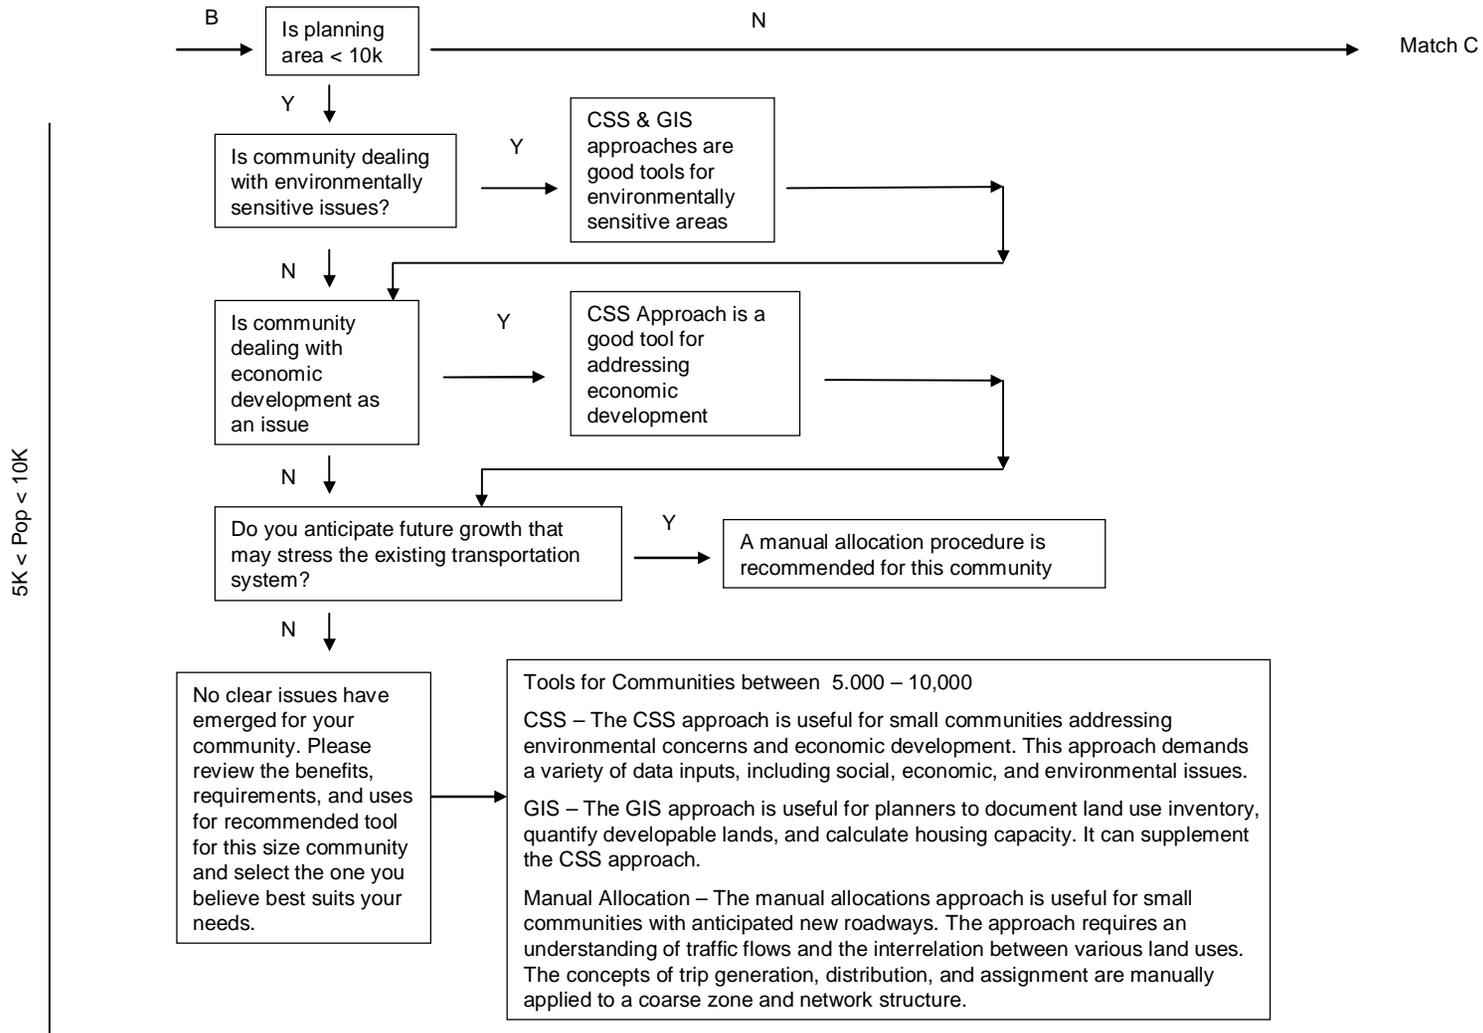 B
Is planning
area < 10k
N
Match C
Y
Is community dealing
with environmentally
sensitive issues?
Y
CSS & GIS
approaches are
good tools for
environmentally
sensitive areas
N
Is community
dealing with
economic
development as
an issue
Y
CSS Approach is a
good tool for
addressing
economic
development
5K < Pop < 10K
N
Do you anticipate future growth that
may stress the existing transportation
system?
Y
A manual allocation procedure is
recommended for this community
N
No clear issues have
emerged for your
community. Please
review the benefits,
requirements, and uses
for recommended tool
for this size community
and select the one you
believe best suits your
needs.
Tools for Communities between 5.000 – 10,000
CSS – The CSS approach is useful for small communities addressing
environmental concerns and economic development. This approach demands
a variety of data inputs, including social, economic, and environmental issues.
GIS – The GIS approach is useful for planners to document land use inventory,
quantify developable lands, and calculate housing capacity. It can supplement
the CSS approach.
Manual Allocation – The manual allocations approach is useful for small
communities with anticipated new roadways. The approach requires an
understanding of traffic flows and the interrelation between various land uses.
The concepts of trip generation, distribution, and assignment are manually
applied to a coarse zone and network structure.